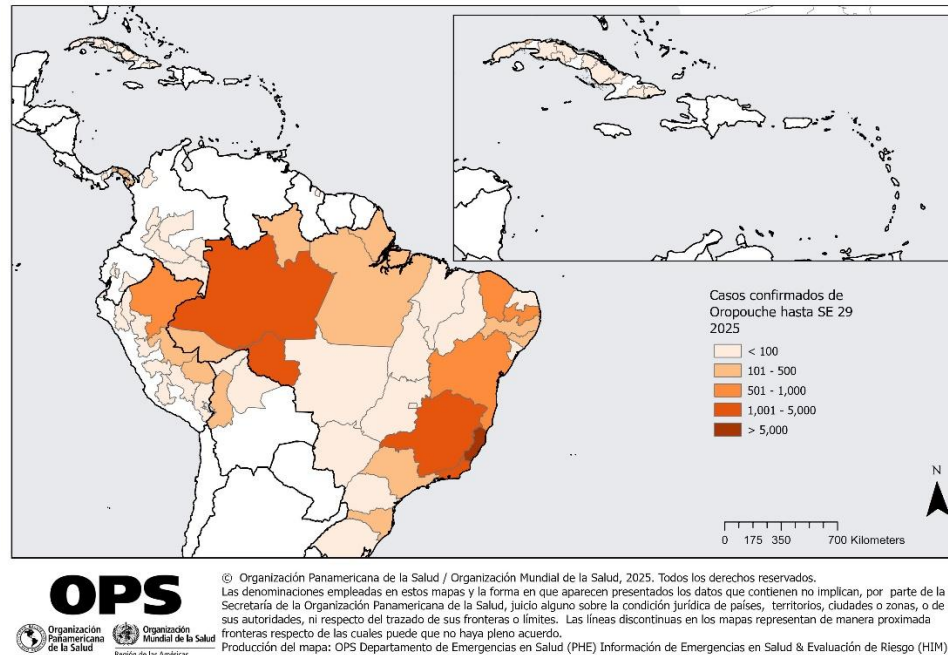 Casos confirmados de
Oropouche hasta SE 29
2025
< 100
101 - 500
501 - 1,000
1,001 - 5,000
> 5,000
N
0 175 350 700 Kilometers
OPS
Organización
Panamericana
de la Salud
Organización
Mundial de la Salud
Región de las Américas
© Organización Panamericana de la Salud / Organización Mundial de la Salud, 2025. Todos los derechos reservados.
Las denominaciones empleadas en estos mapas y la forma en que aparecen presentados los datos que contienen no implican, por parte de la
Secretaría de la Organización Panamericana de la Salud, juicio alguno sobre la condición jurídica de países, territorios, ciudades o zonas, o de
sus autoridades, ni respecto del trazado de sus fronteras o límites. Las líneas discontinuas en los mapas representan de manera aproximada
fronteras respecto de las cuales puede que no haya pleno acuerdo.
Producción del mapa: OPS Departamento de Emergencias en Salud (PHE) Información de Emergencias en Salud & Evaluación de Riesgo (HIM)